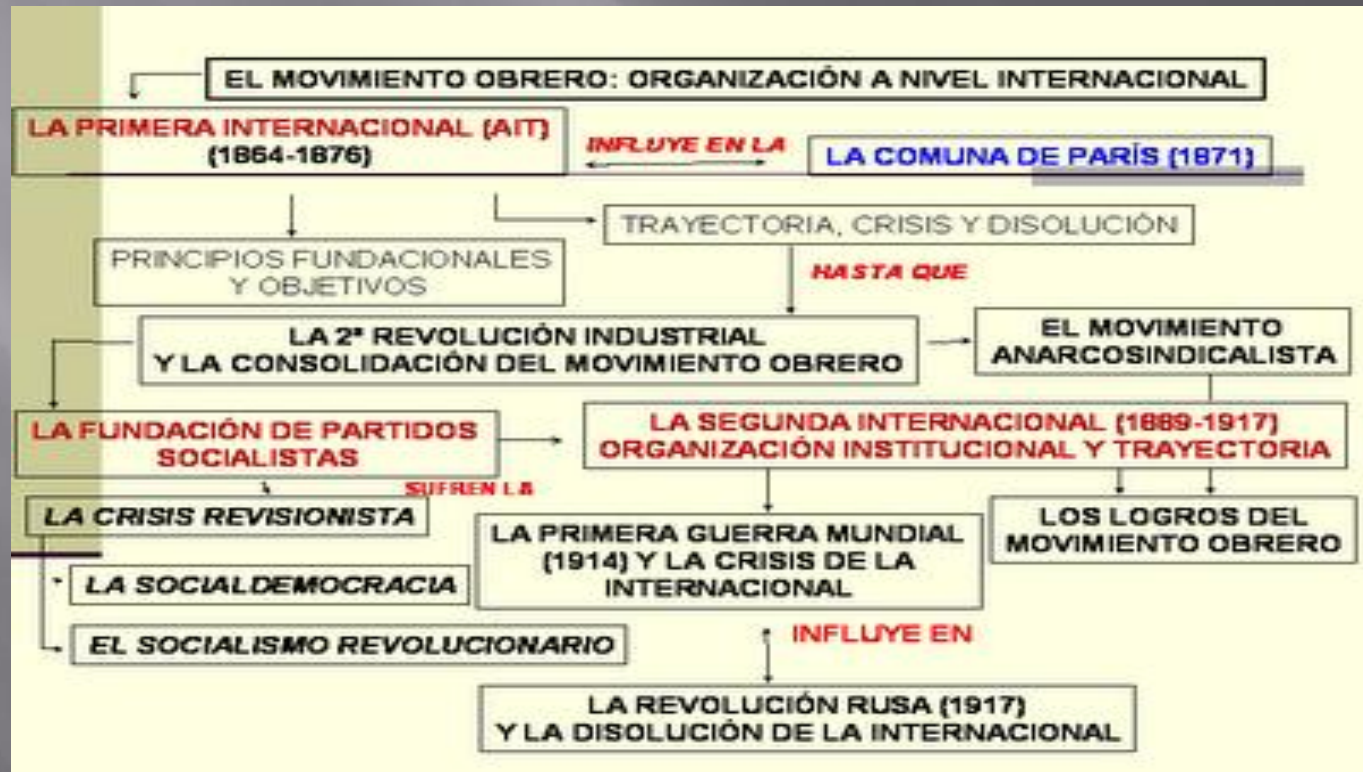 EL MOVIMIENTO OBRERO: ORGANIZACIÓN A NIVEL INTERNACIONAL
LA PRIMERA INTERNACIONAL (AIT)
(1864-1876)
INFLUYE EN LA
LA COMUNA DE PARÍS (1871)
TRAYECTORIA, CRISIS Y DISOLUCIÓN
PRINCIPIOS FUNDACIONALES
Y OBJETIVOS
HASTA QUE
LA 2ª REVOLUCIÓN INDUSTRIAL
Y LA CONSOLIDACIÓN DEL MOVIMIENTO OBRERO
EL MOVIMIENTO
ANARCOSINDICALISTA
LA FUNDACIÓN DE PARTIDOS
SOCIALISTAS
LA SEGUNDA INTERNACIONAL (1889-1917)
ORGANIZACIÓN INSTITUCIONAL Y TRAYECTORIA
SUFREN LA
LA CRISIS REVISIONISTA
LA PRIMERA GUERRA MUNDIAL
(1914) Y LA CRISIS DE LA
INTERNACIONAL
LOS LOGROS DEL
MOVIMIENTO OBRERO
LA SOCIALDEMOCRACIA
EL SOCIALISMO REVOLUCIONARIO
INFLUYE EN
LA REVOLUCIÓN RUSA (1917)
Y LA DISOLUCIÓN DE LA INTERNACIONAL